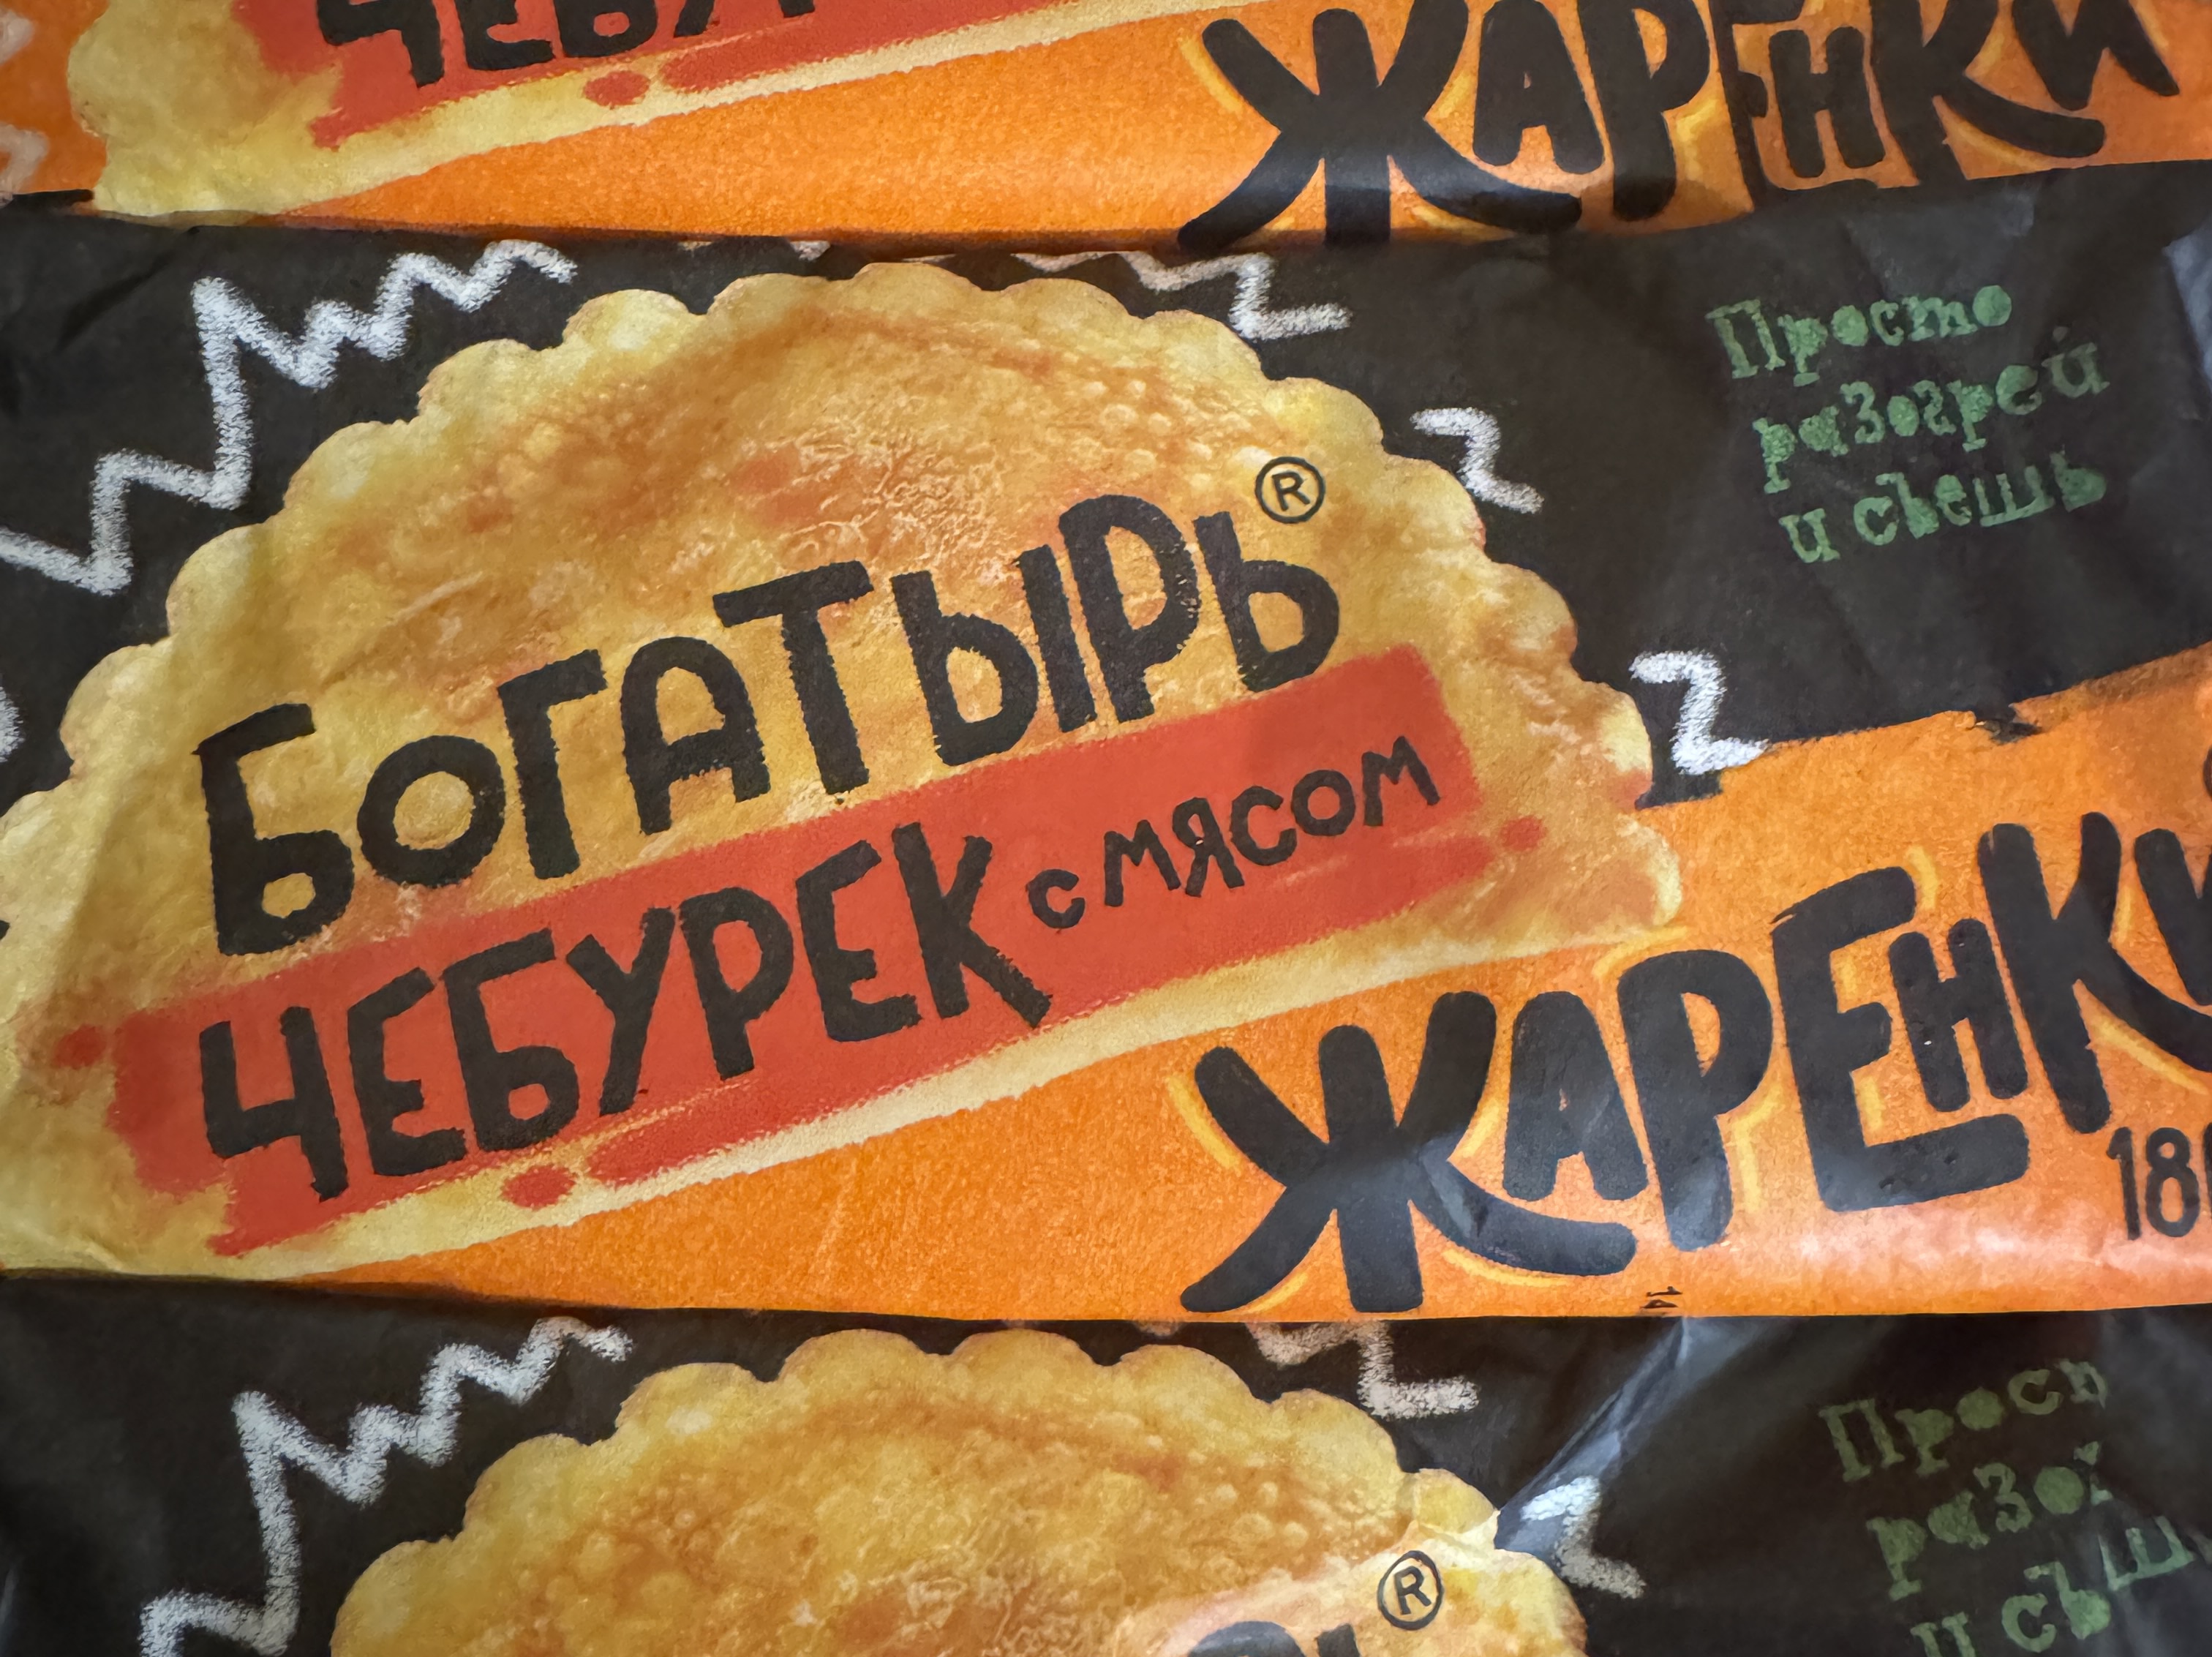 ЖАРЕНКИ
Просто
разогрей
и съешь
®
БОГАТЫРЬ
ЧЕБУРЕК с МЯСОМ
ЖАРЕНКИ
®